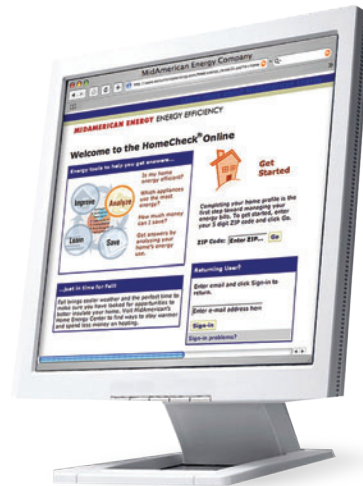 MidAmerican Energy Company
MIDAMERICAN ENERGY ENERGY EFFICIENCY
Welcome to the HomeCheck® Online
Energy tools to help you get answers...
Improve
Analyze
Learn
Save
Is my home
energy efficient?
Which appliances
use the most
energy?
How much money
can I save?
Get answers by
analyzing your
home's energy
use.
Get
Started
Completing your home profile is the
first step toward managing your
energy bills. To get started, enter
your 5 digit ZIP code and click Go.
ZIP Code: Enter ZIP... Go
...just in time for Fall!
Fall brings cooler weather and the perfect time to
make sure you have looked for opportunities to
better insulate your home. Visit MidAmerican's
Home Energy Center to find ways to stay warmer
and spend less money on heating.
Returning User?
Enter email and click Sign-in to
return.
Enter e-mail address here
Sign-in
Sign-in problems?